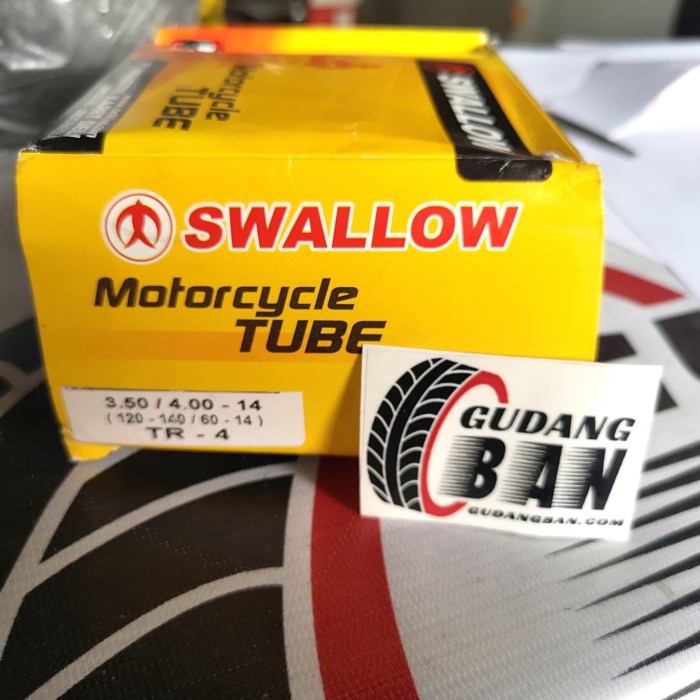 Motorcycle
TUBE
SWALLOW
SWALLOW
Motorcycle
TUBE
3.50 / 4.00 - 14
( 120 - 140 / 60 - 14 )
TR - 4
GUDANG
BAN
GUDANGBAN.COM